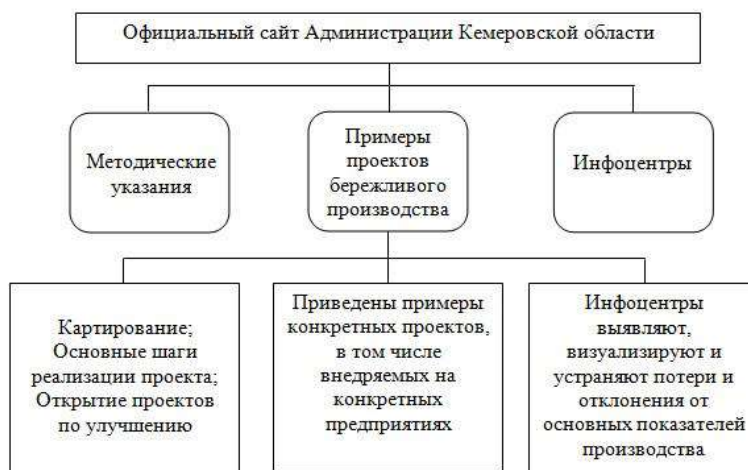 Официальный сайт Администрации Кемеровской области
Методические
указания
Примеры
проектов
бережливого
производства
Инфоцентры
Картирование;
Основные шаги
реализации проекта;
Открытие проектов
по улучшению
Приведены примеры
конкретных проектов,
в том числе
внедряемых на
конкретных
предприятиях
Инфоцентры
выявляют,
визуализируют и
устраняют потери и
отклонения от
основных показателей
производства